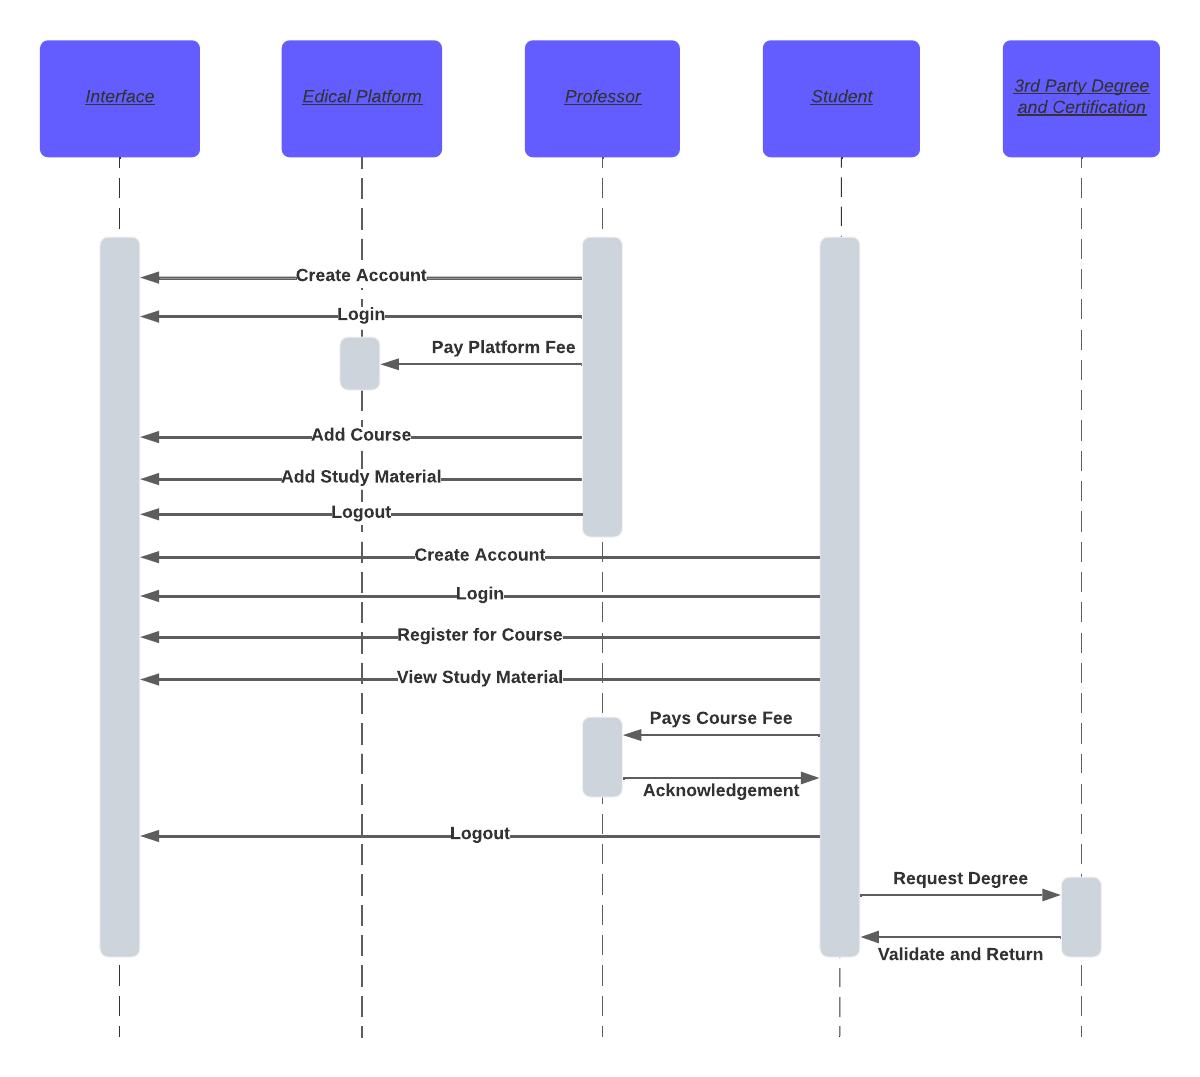 Interface
Edical Platform
Professor
Student
3rd Party Degree
and Certification
Create Account
Login
Pay Platform Fee
Add Course
Add Study Material
Logout
Create Account
Login
Register for Course
View Study Material
Pays Course Fee
Acknowledgement
Logout
Request Degree
Validate and Return